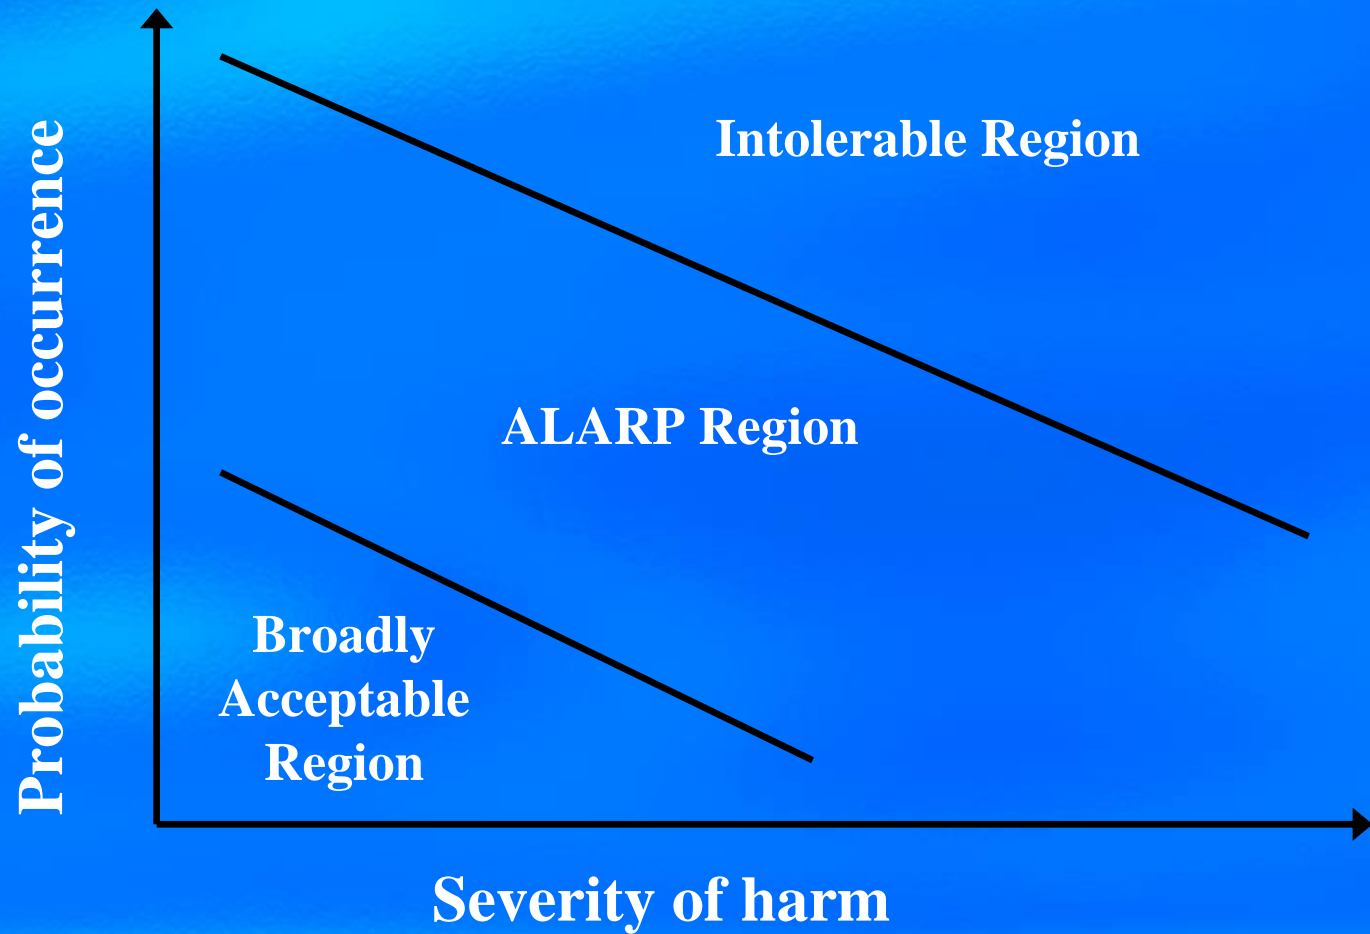 Probability of occurrence
Intolerable Region
ALARP Region
Broadly
Acceptable
Region
Severity of harm